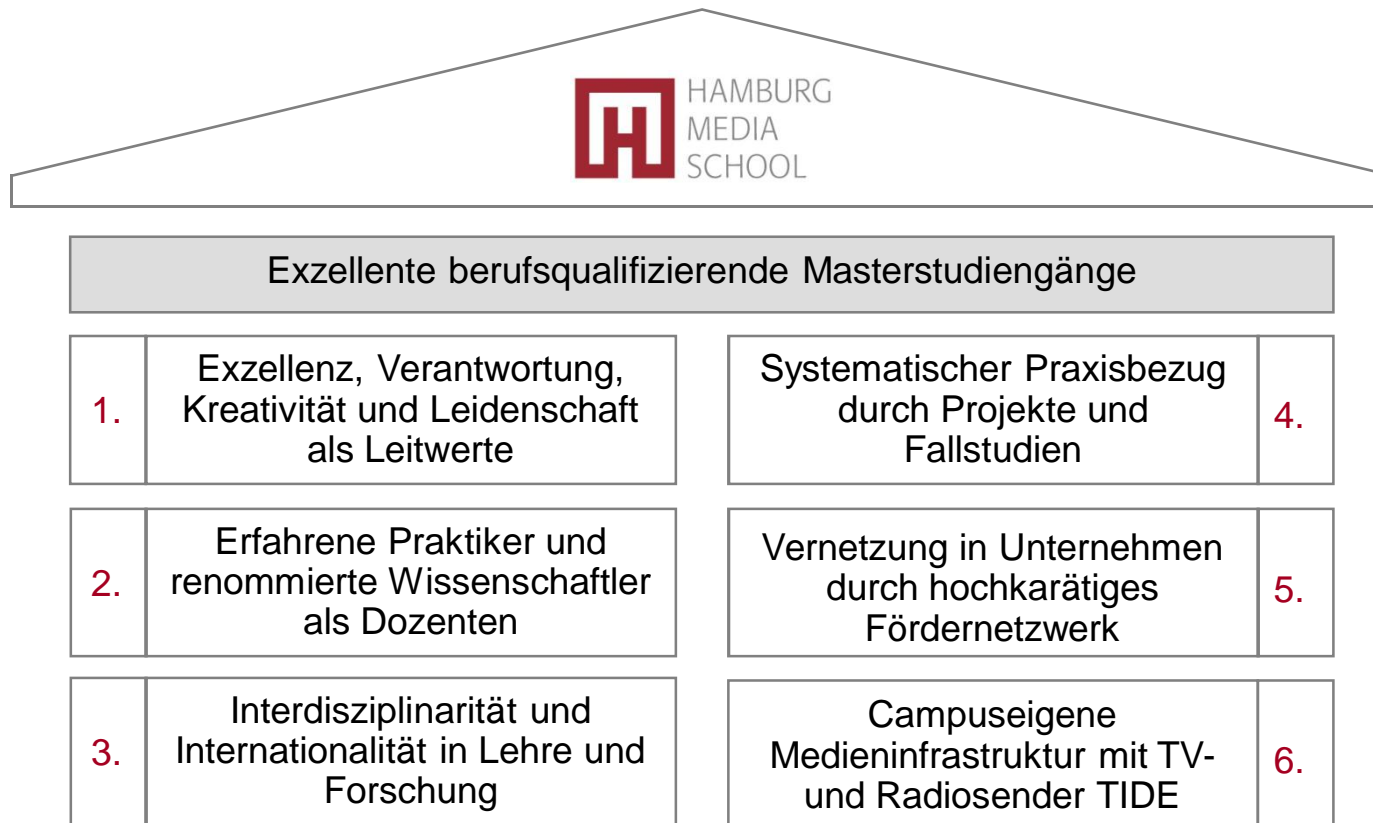 HAMBURG
MEDIA
SCHOOL
Exzellente berufsqualifizierende Masterstudiengänge
1.
Exzellenz, Verantwortung,
Kreativität und Leidenschaft
als Leitwerte
2.
Erfahrene Praktiker und
renommierte Wissenschaftler
als Dozenten
3.
Interdisziplinarität und
Internationalität in Lehre und
Forschung
Systematischer Praxisbezug
durch Projekte und
Fallstudien
4.
Vernetzung in Unternehmen
durch hochkarätiges
Fördernetzwerk
5.
Campuseigene
Medieninfrastruktur mit TV-
und Radiosender TIDE
6.